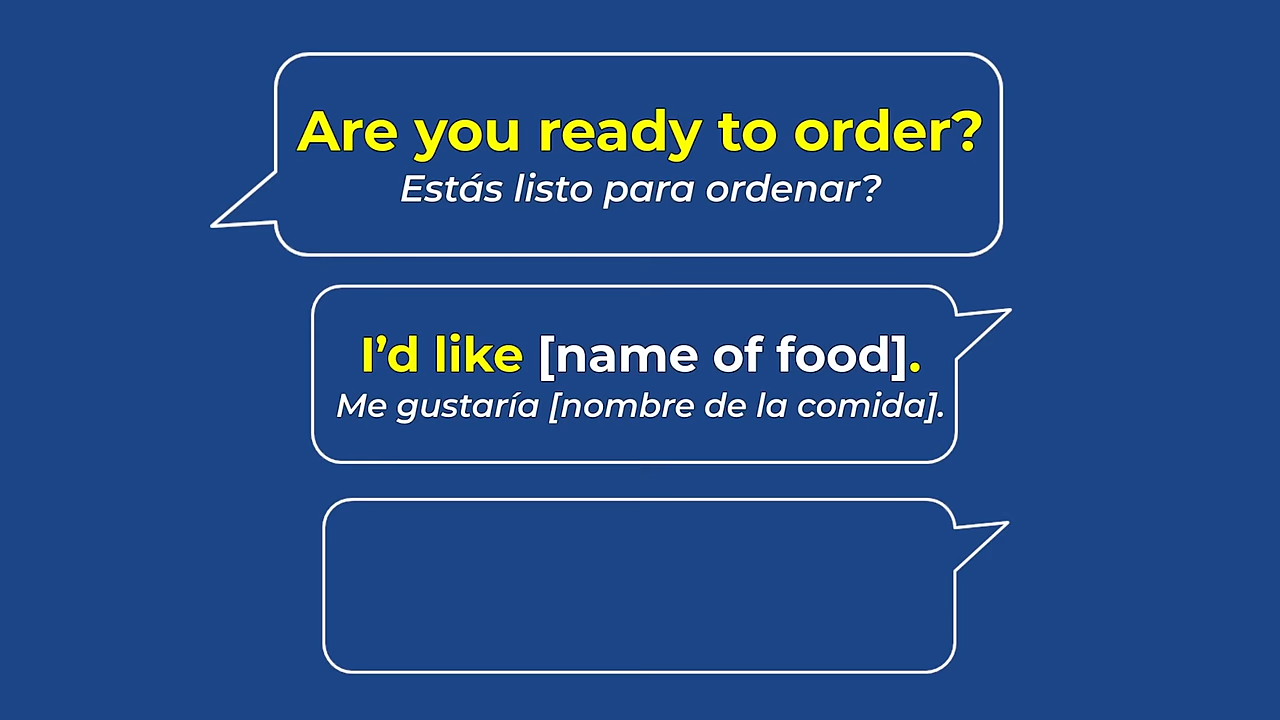 Are you ready to order?
Estás listo para ordenar?
I’d like [name of food].
Me gustaría [nombre de la comida].